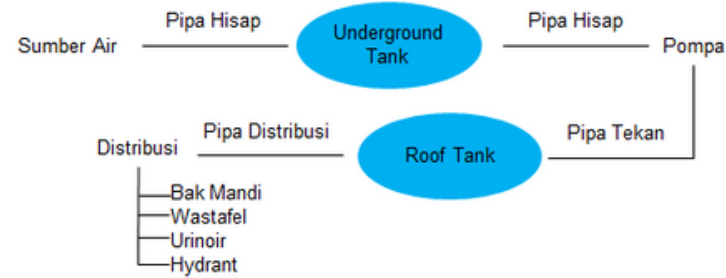 Pipa Hisap
Pipa Hisap
Sumber Air
Underground
Tank
Pompa
Pipa Distribusi
Pipa Tekan
Distribusi
Roof Tank
Bak Mandi
Wastafel
Urinoir
Hydrant